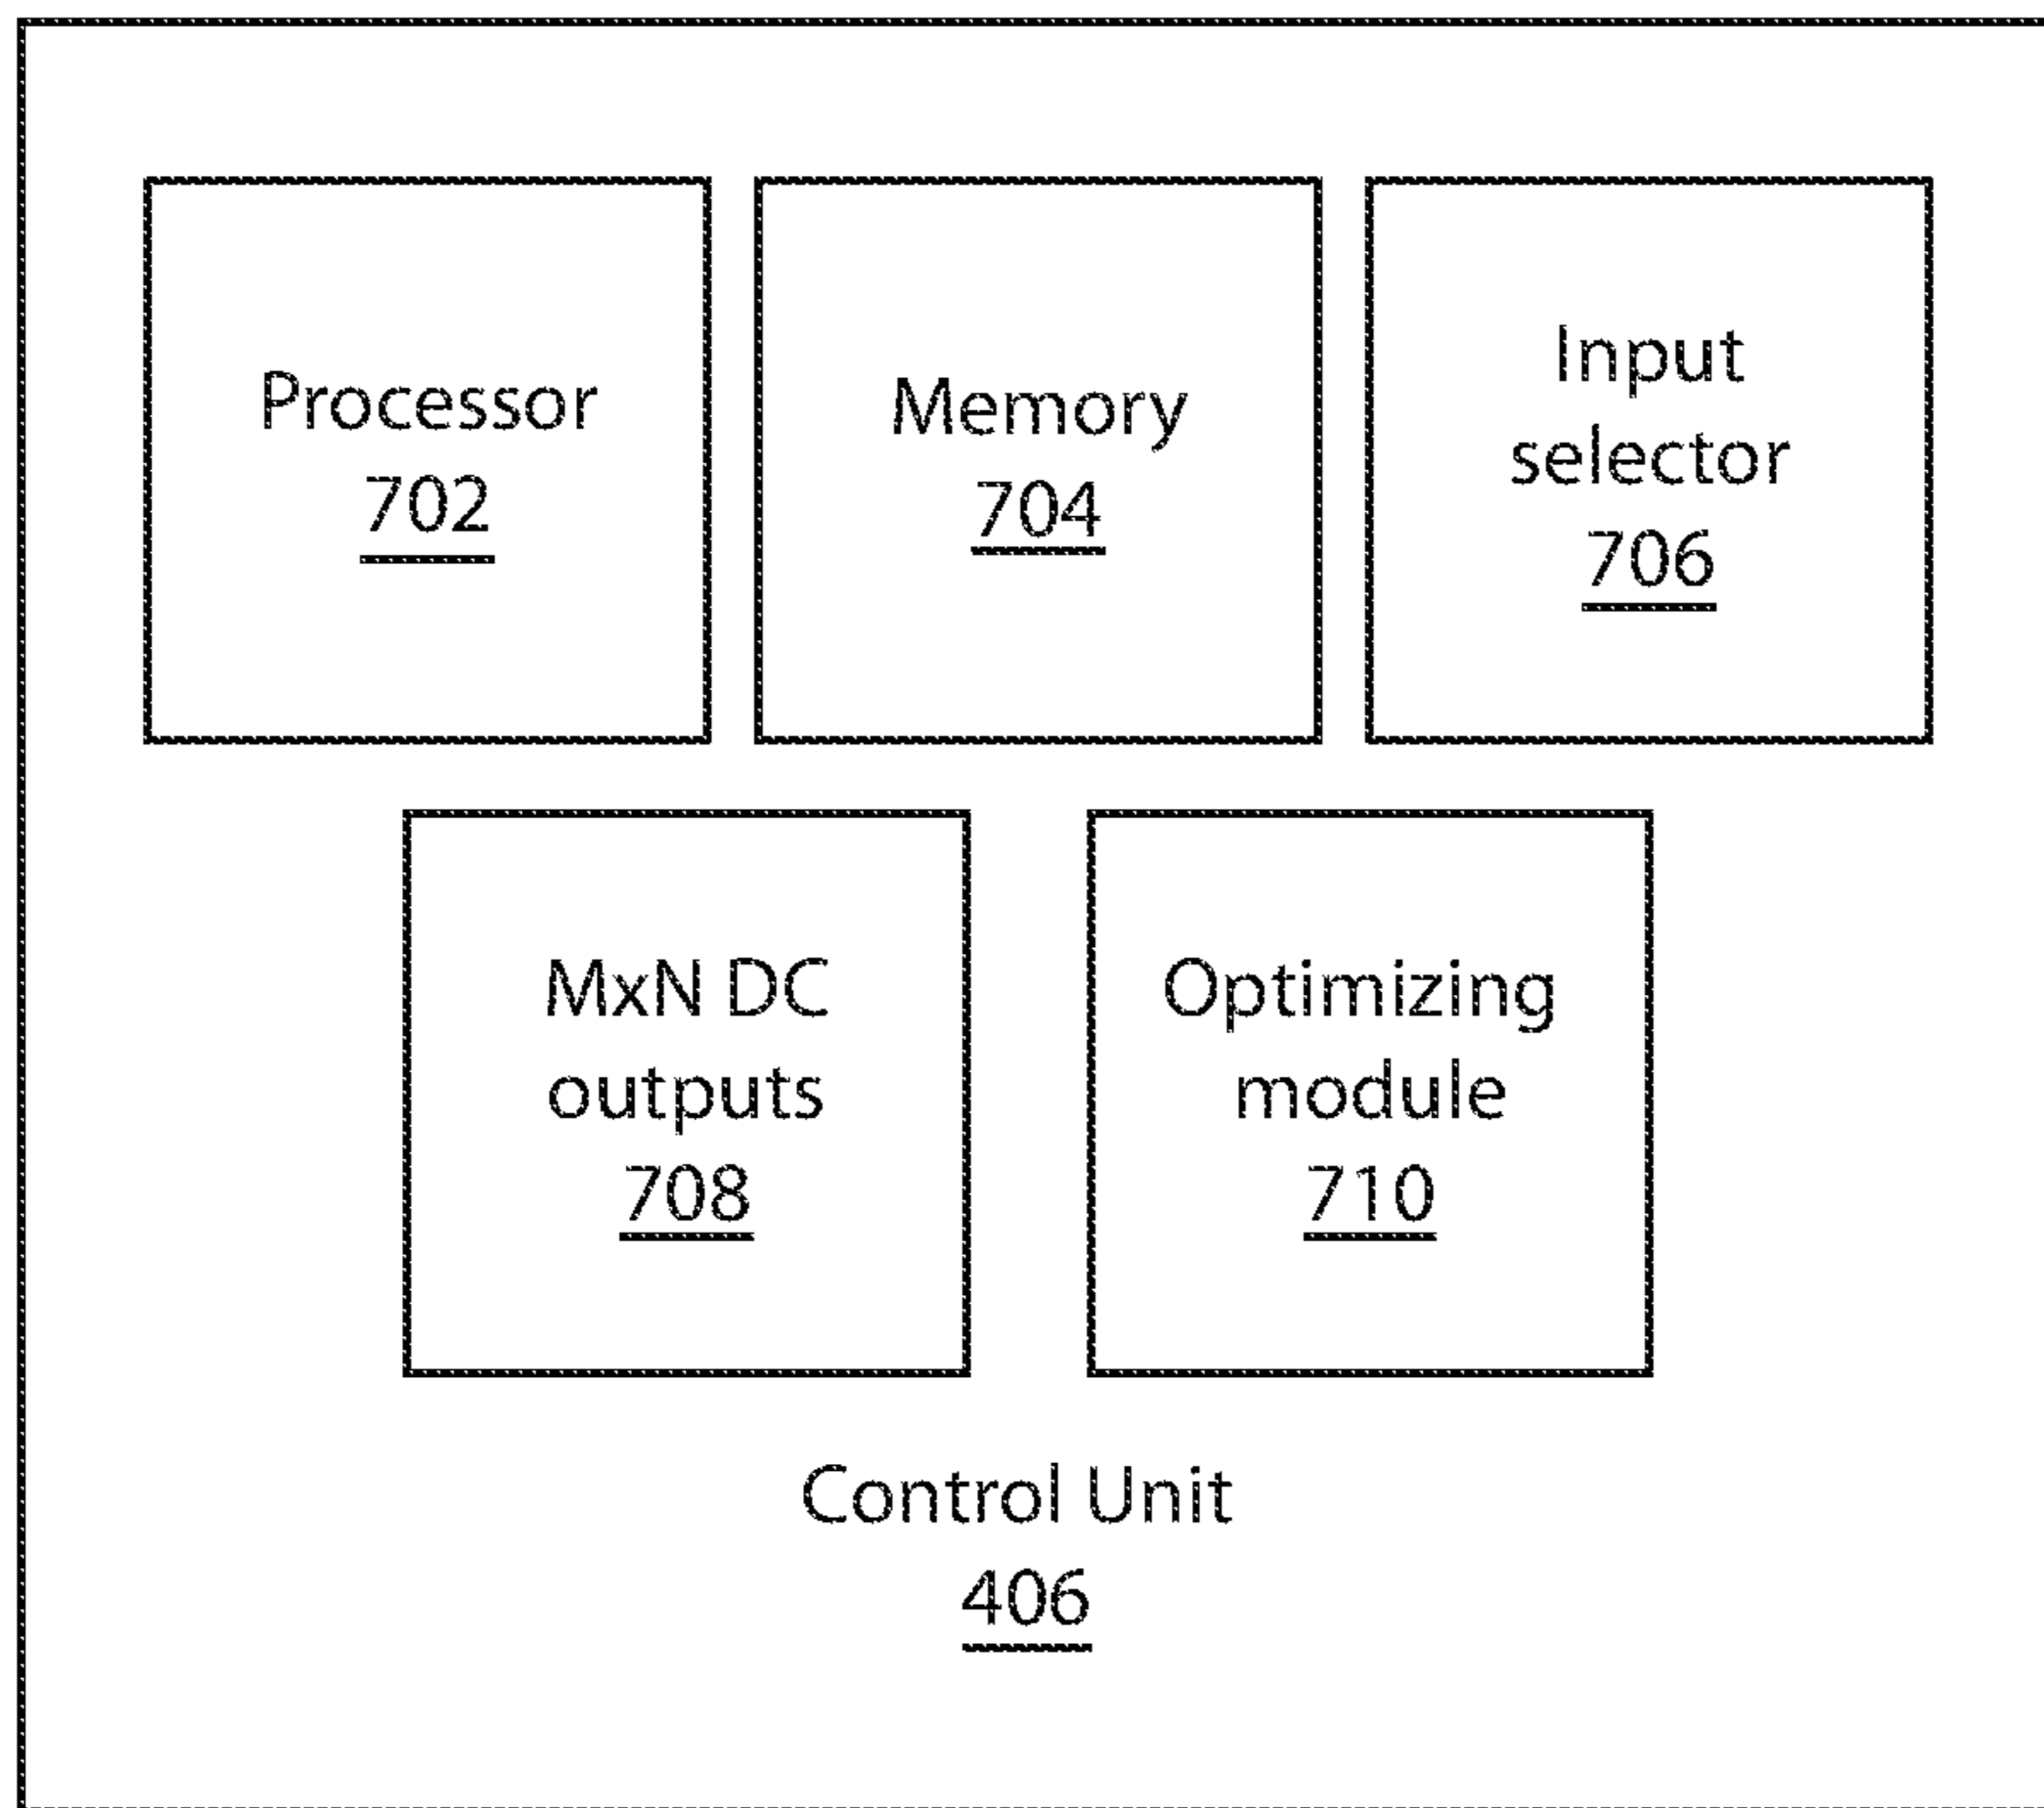 Processor
702
Memory
704
Input
selector
706
MxN DC
outputs
708
Optimizing
module
710
Control Unit
406